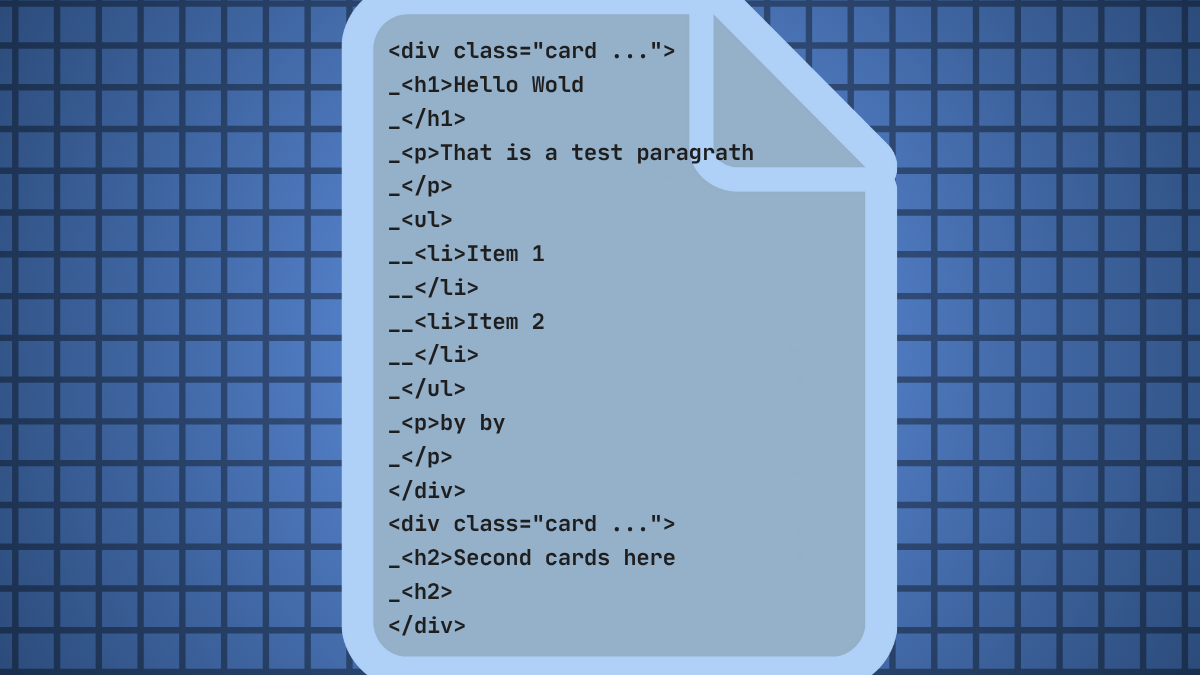 <div class="card ...">
_<h1>Hello Wold
_</h1>
_<p>That is a test paragrath
_</p>
_<ul>
__<li>Item 1
__</li>
__<li>Item 2
__</li>
_</ul>
_<p>by by
_</p>
</div>
<div class="card ...">
_<h2>Second cards here
_<h2>
</div>